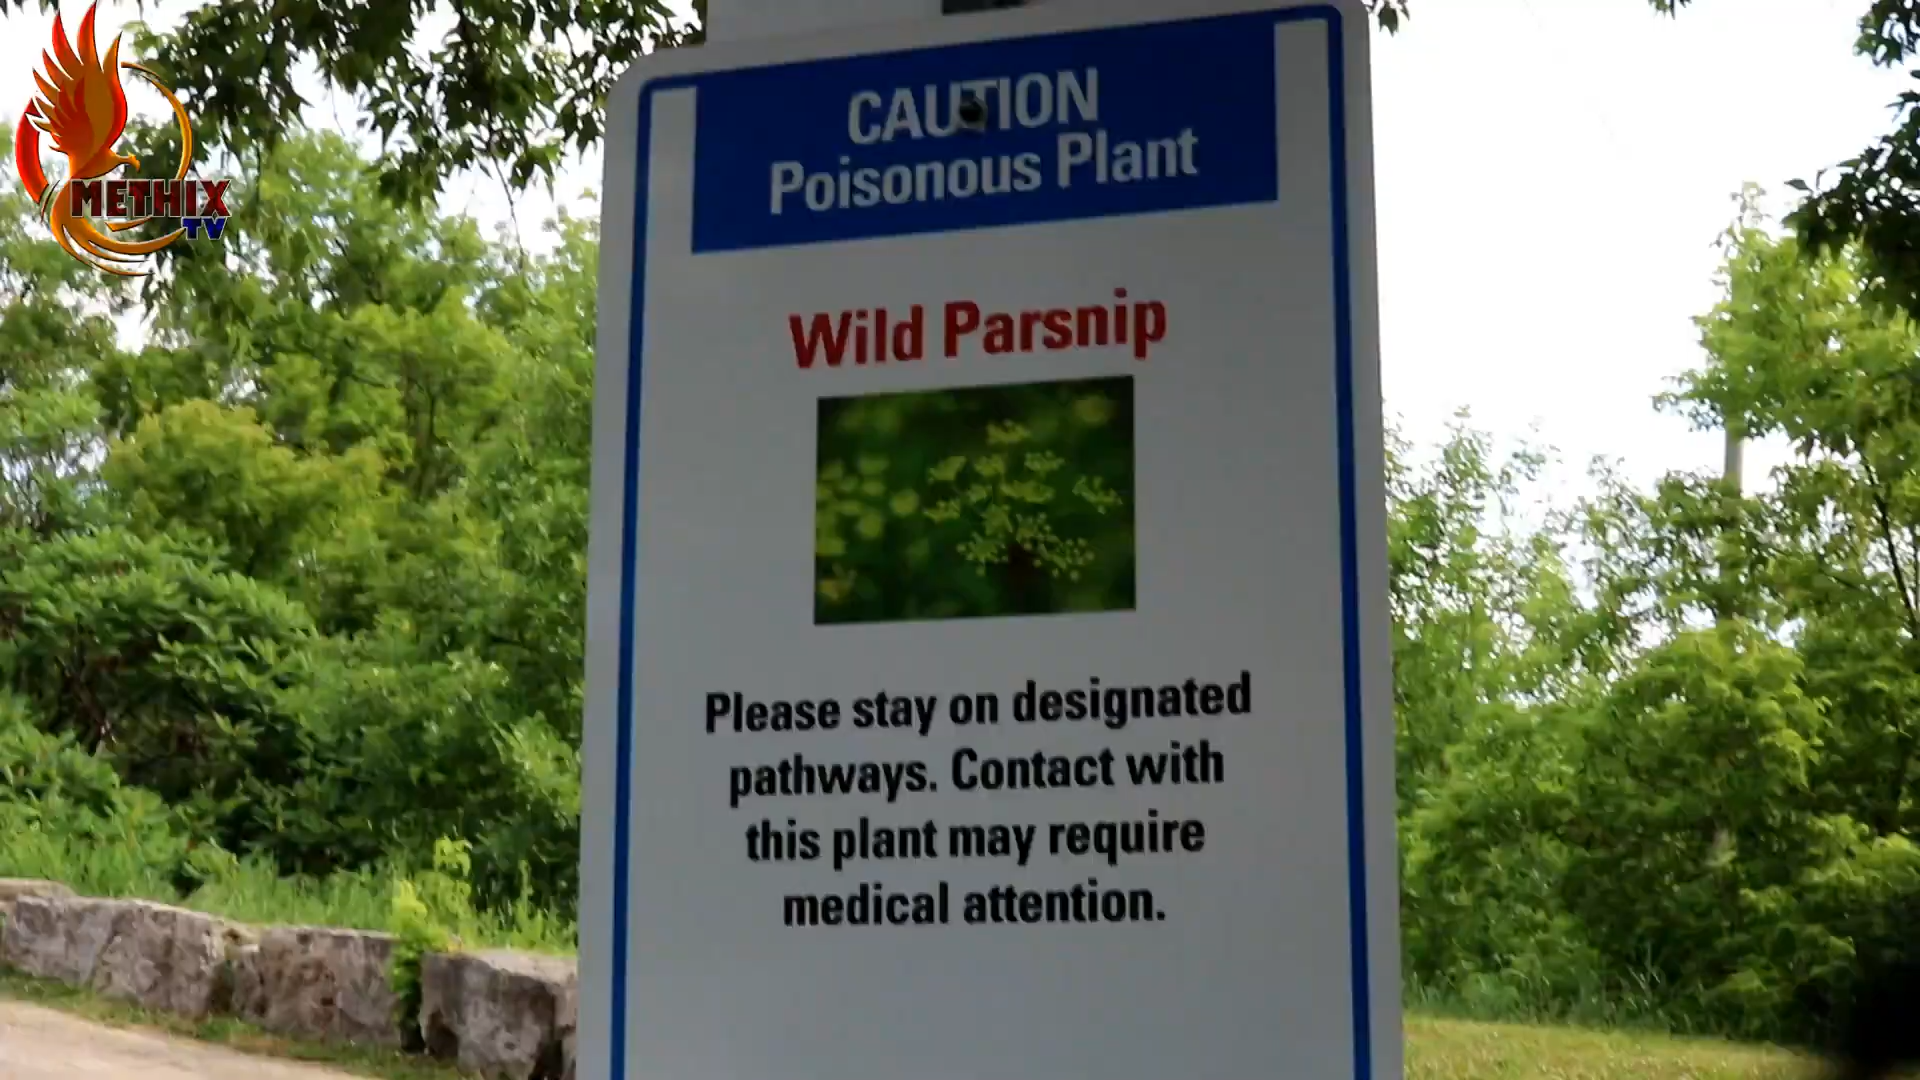 METHIX
TV
CAUTION
Poisonous Plant
Wild Parsnip
Please stay on designated
pathways. Contact with
this plant may require
medical attention.